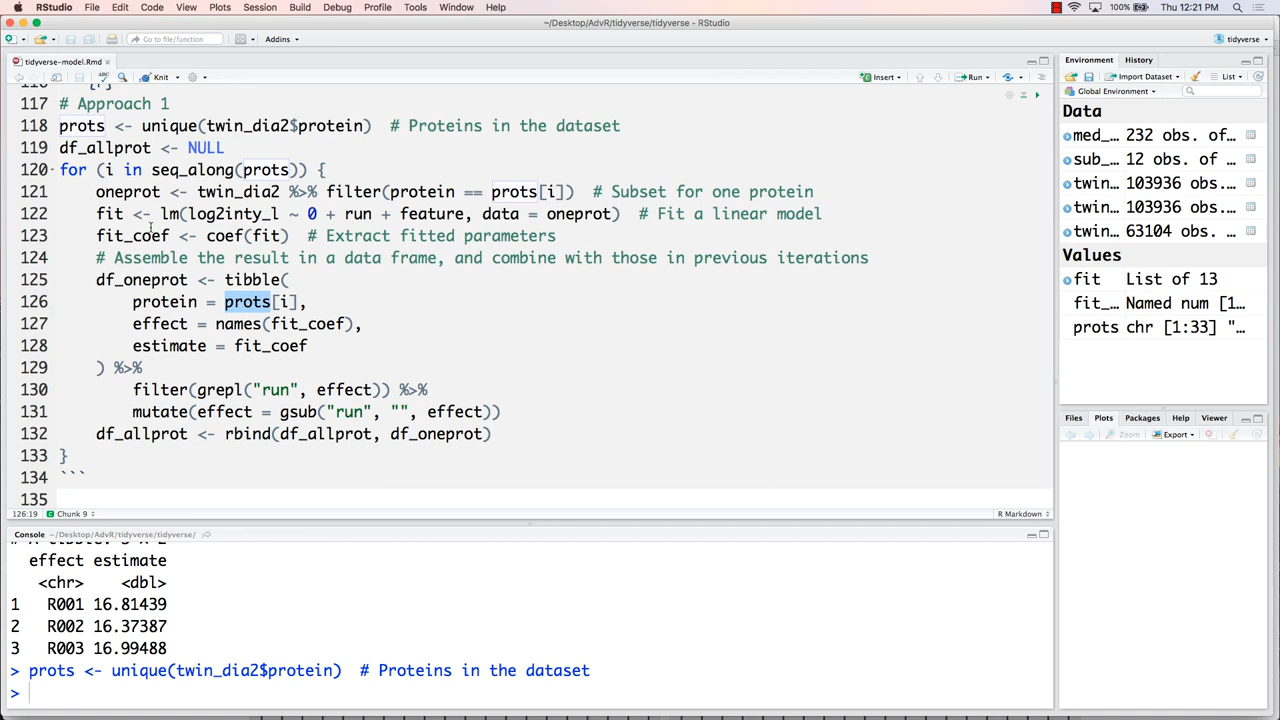 RStudio File Edit Code View Plots Session Build Debug Profile Tools Window Help 100% Thu 12:21 PM
~/Desktop/AdvR/tidyverse/tidyverse - RStudio
Go to file/function Addins tidyverse
tidyverse-model.Rmd
Knit Insert Run
117 # Approach 1
118 prots <- unique(twin_dia2$protein)  # Proteins in the dataset
119 df_allprot <- NULL
120 for (i in seq_along(prots)) {
121 oneprot <- twin_dia2 %>% filter(protein == prots[i])  # Subset for one protein
122 fit <- lm(log2inty_l ~ 0 + run + feature, data = oneprot)  # Fit a linear model
123 fit_coef <- coef(fit)  # Extract fitted parameters
124 # Assemble the result in a data frame, and combine with those in previous iterations
125 df_oneprot <- tibble(
126 protein = prots[i],
127 effect = names(fit_coef),
128 estimate = fit_coef
129 ) %>%
130 filter(grepl("run", effect)) %>%
131 mutate(effect = gsub("run", "", effect))
132 df_allprot <- rbind(df_allprot, df_oneprot)
133 }
134 ```
135
126:19 Chunk 9 R Markdown
Console ~/Desktop/AdvR/tidyverse/tidyverse/
effect estimate
<chr> <dbl>
1 R001 16.81439
2 R002 16.37387
3 R003 16.99488
> prots <- unique(twin_dia2$protein)  # Proteins in the dataset
>
Environment History
Import Dataset List
Global Environment
Data
med_… 232 obs. of…
sub_… 12 obs. of …
twin… 103936 obs. …
twin… 103936 obs. …
twin… 63104 obs. …
Values
fit List of 13
fit_… Named num [1…
prots chr [1:33] "…
Files Plots Packages Help Viewer
Zoom Export